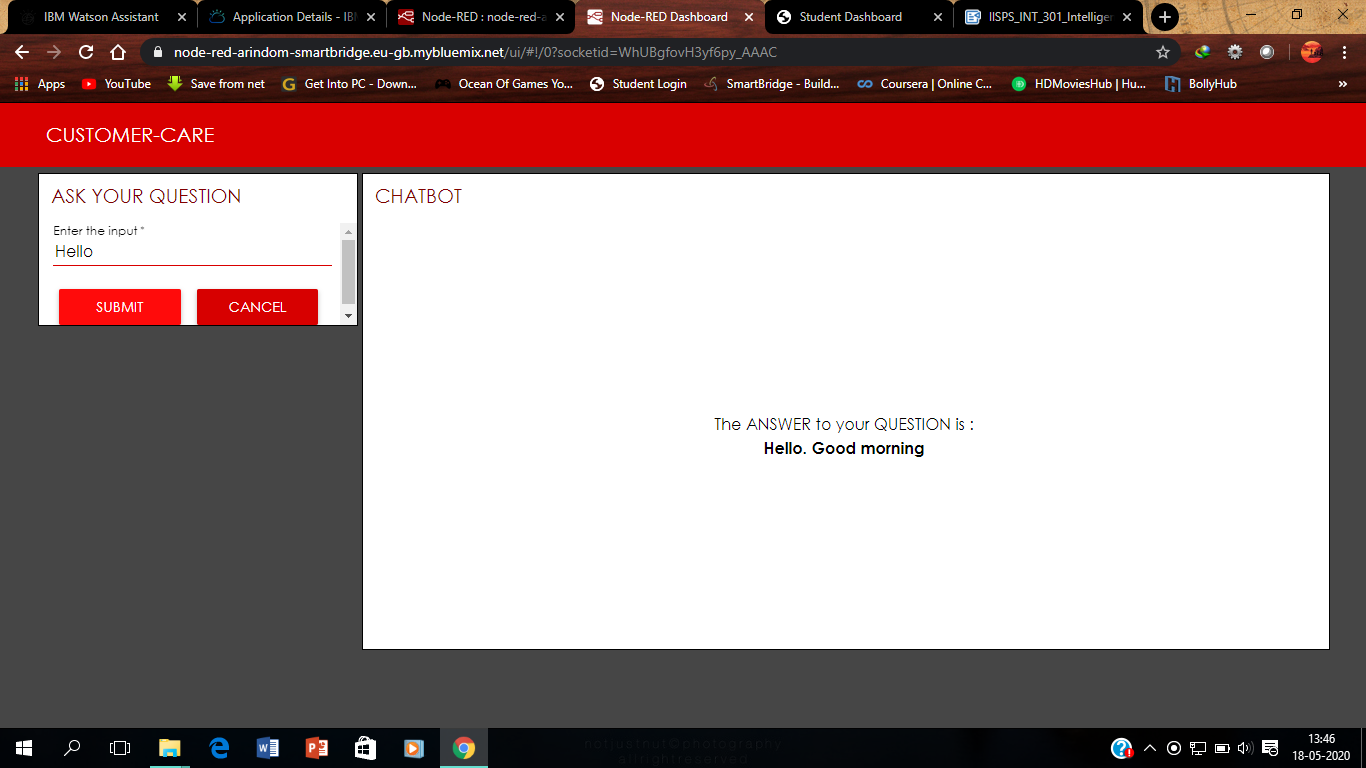 IBM Watson Assistant
Application Details - IBM
Node-RED : node-red-a
Node-RED Dashboard
Student Dashboard
IISPS_INT_301_Intelliger
node-red-arindom-smartbridge.eu-gb.mybluemix.net/ui/#!/0?socketid=WhUBgfovH3yf6py_AAAC
Apps
YouTube
Save from net
Get Into PC - Down...
Ocean Of Games Yo...
Student Login
SmartBridge - Build...
Coursera | Online C...
HDMoviesHub | Hu...
BollyHub
»
CUSTOMER-CARE
ASK YOUR QUESTION
Enter the input *
Hello
SUBMIT
CANCEL
CHATBOT
The ANSWER to your QUESTION is :
Hello. Good morning
notjustnul©photography
allrightreserved
13:46
18-05-2020